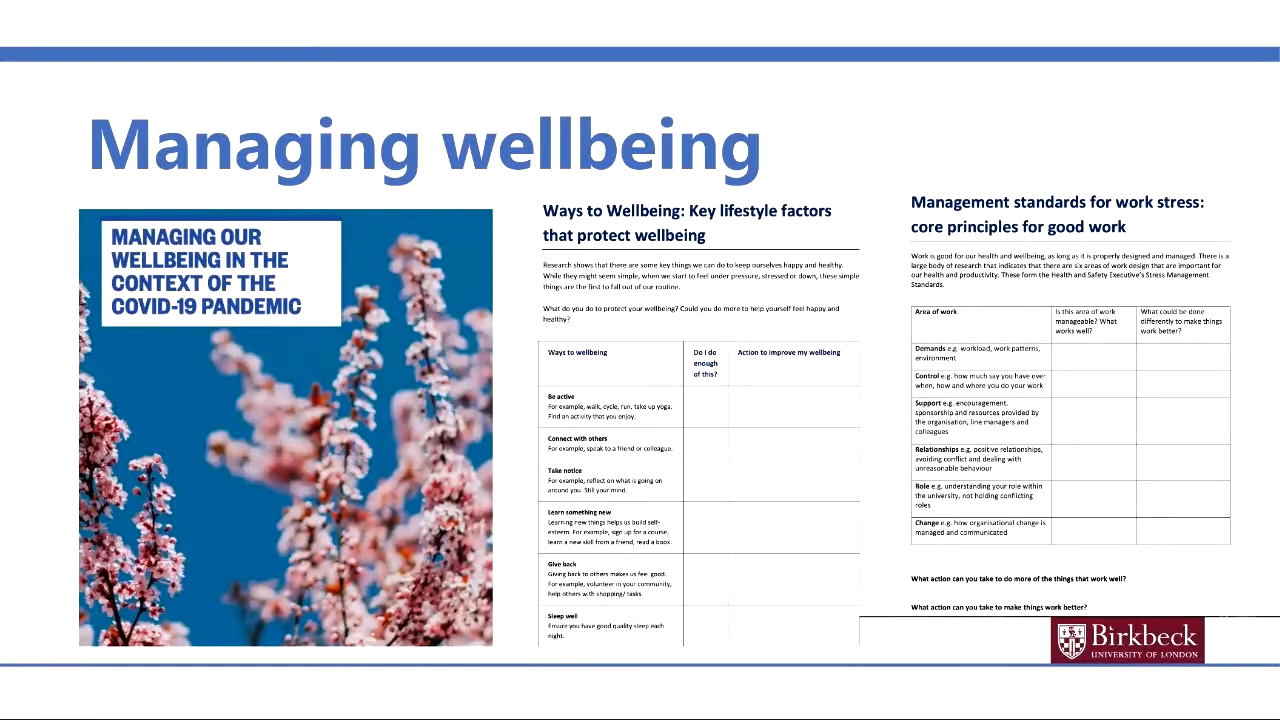 Managing wellbeing
MANAGING OUR
WELLBEING IN THE
CONTEXT OF THE
COVID-19 PANDEMIC
Ways to Wellbeing: Key lifestyle factors
that protect wellbeing
Research shows that there are some key things we can do to keep ourselves happy and healthy.
While they might seem simple, when we start to feel under pressure, stressed or down, these simple
things are the first to fall out of our routine.
What do you do to protect your wellbeing? Could you do more to help yourself feel happy and
healthy?
Ways to wellbeing
Do I do
enough
of this?
Action to improve my wellbeing
Be active
For example, walk, cycle, run, take up yoga.
Find an activity that you enjoy.
Connect with others
For example, speak to a friend or colleague.
Take notice
For example, reflect on what is going on
around you. Still your mind.
Learn something new
Learning new things helps us build self-
esteem. For example, sign up for a course,
learn a new skill from a friend, read a book.
Give back
Giving back to others makes us feel good.
For example, volunteer in your community,
help others with shopping/ tasks.
Sleep well
Ensure you have good quality sleep each
night.
Management standards for work stress:
core principles for good work
Work is good for our health and wellbeing, as long as it is properly designed and managed. There is a
large body of research that indicates that there are six areas of work design that are important for
our health and productivity. These form the Health and Safety Executive's Stress Management
Standards.
Area of work
Is this area of work
manageable? What
works well?
What could be done
differently to make things
work better?
Demands e.g. workload, work patterns,
environment
Control e.g. how much say you have over
when, how and where you do your work
Support e.g. encouragement,
sponsorship and resources provided by
the organisation, line managers and
colleagues
Relationships e.g. positive relationships,
avoiding conflict and dealing with
unreasonable behaviour
Role e.g. understanding your role within
the university, not holding conflicting
roles
Change e.g. how organisational change is
managed and communicated
What action can you take to do more of the things that work well?
What action can you take to make things work better?
Birkbeck
UNIVERSITY OF LONDON